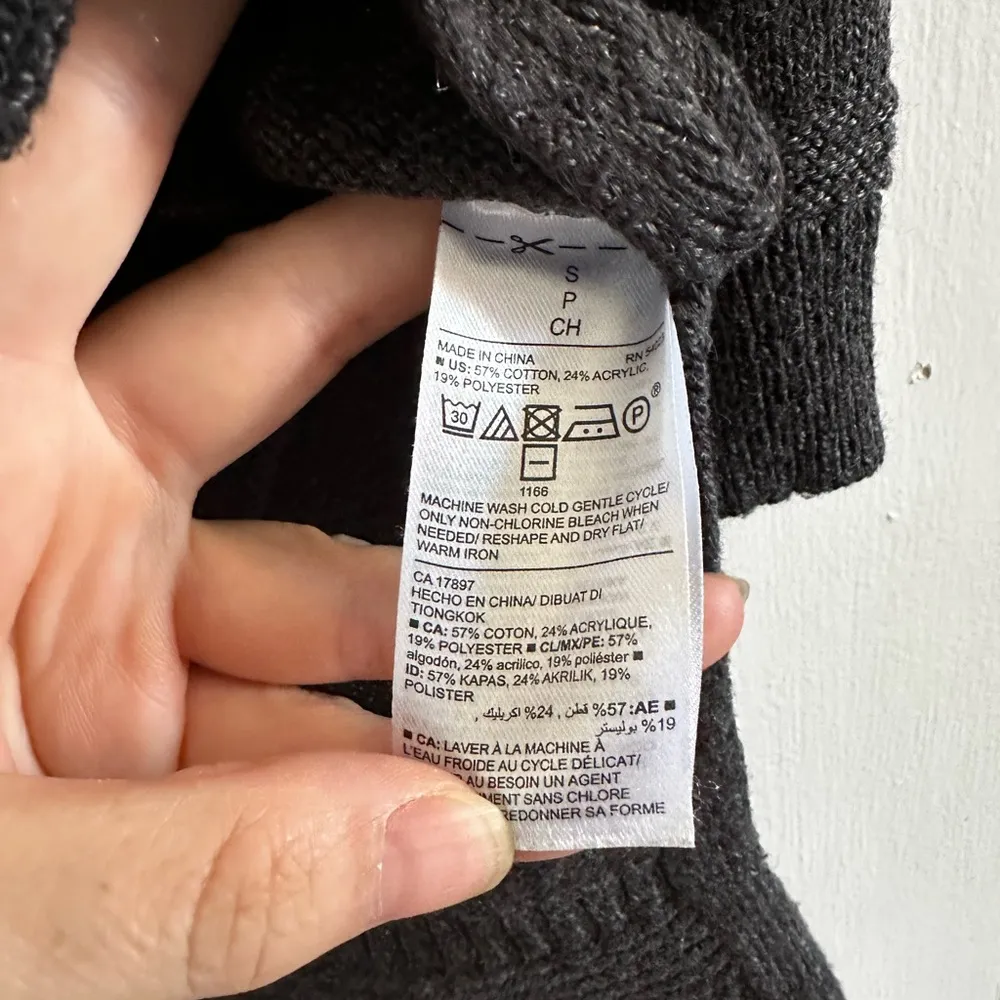 S
P
CH
MADE IN CHINA RN
■ US: 57% COTTON, 24% ACRYLIC,
19% POLYESTER
30 P ®
1166
MACHINE WASH COLD GENTLE CYCLE/
ONLY NON-CHLORINE BLEACH WHEN
NEEDED/ RESHAPE AND DRY FLAT/
WARM IRON
CA 17897
HECHO EN CHINA/ DIBUAT DI
TIONGKOK
■ CA: 57% COTON, 24% ACRYLIQUE,
19% POLYESTER ■ CL/MX/PE: 57%
algodón, 24% acrilico, 19% poliéster ■
ID: 57% KAPAS, 24% AKRILIK, 19%
POLISTER
■ AE: 57% قطن , 24% اكريليك ,
19% بوليستر
■ CA: LAVER À LA MACHINE À
L'EAU FROIDE AU CYCLE DÉLICAT/
AU BESOIN UN AGENT
SANS CHLORE
REDONNER SA FORME